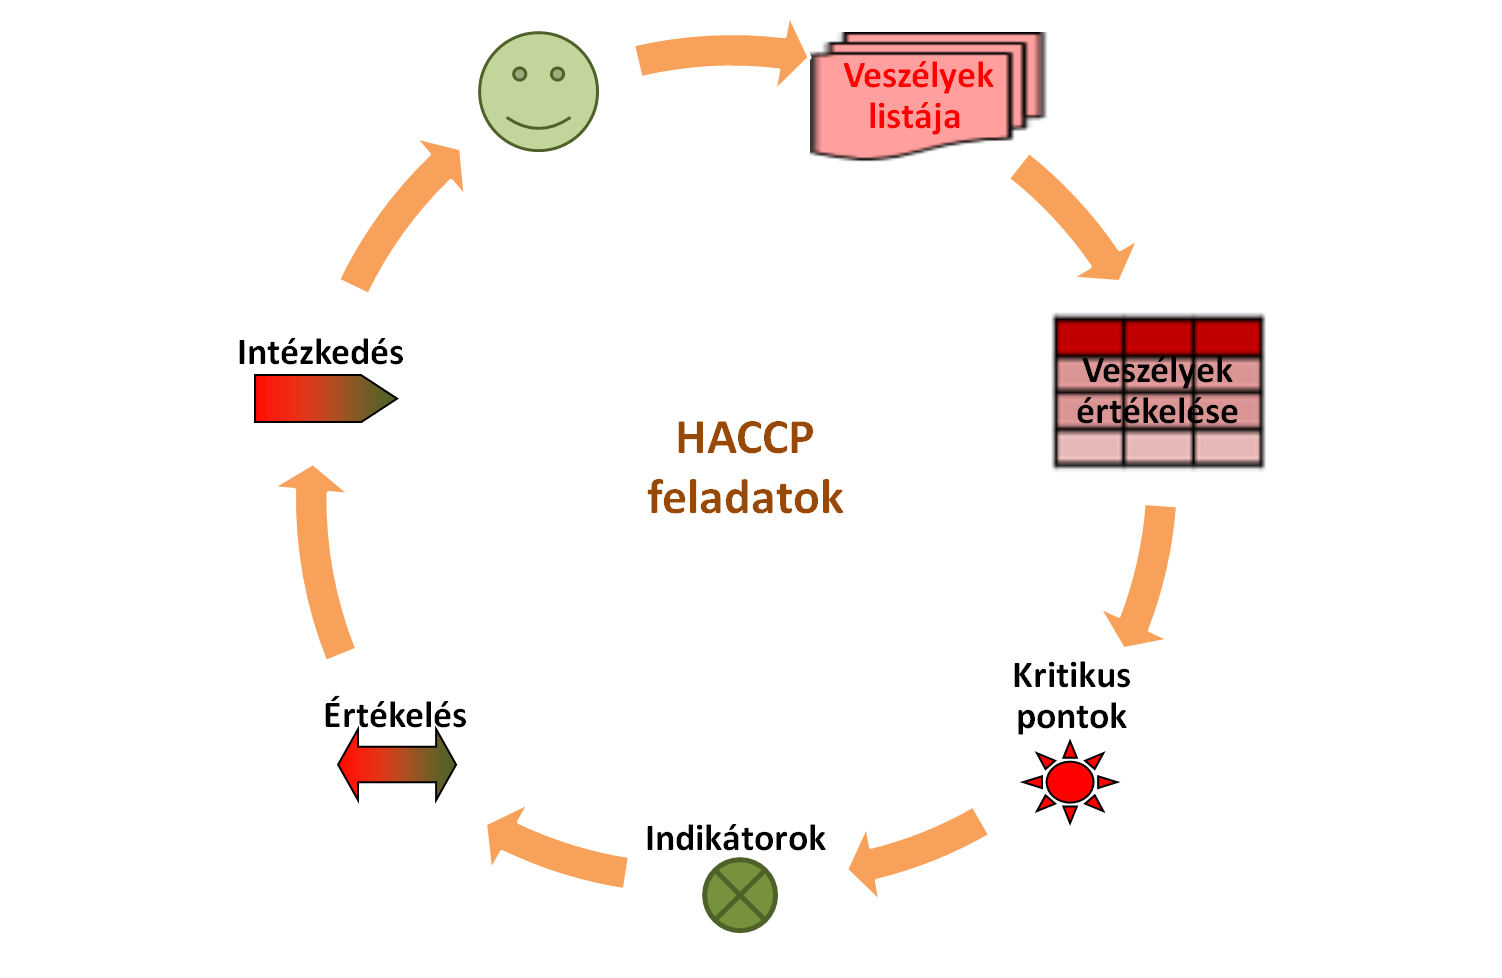 Veszélyek
listája
Veszélyek
értékelése
Kritikus
pontok
Indikátorok
Értékelés
Intézkedés
HACCP
feladatok